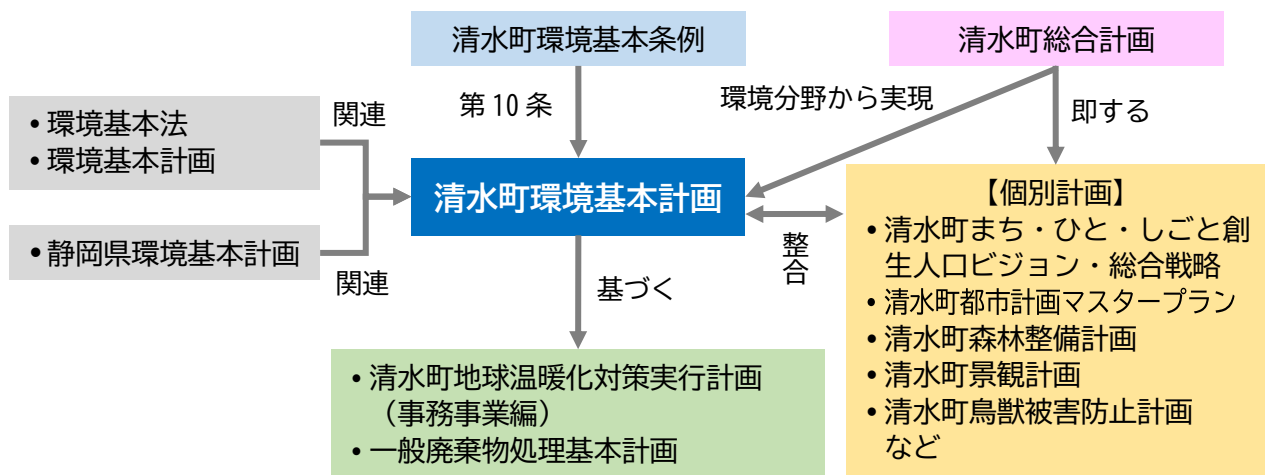 清水町環境基本条例
清水町総合計画
第10条
環境分野から実現
即する
関連
• 環境基本法
• 環境基本計画
• 静岡県環境基本計画
関連
清水町環境基本計画
整合
基づく
【個別計画】
• 清水町まち・ひと・しごと創
生人口ビジョン・総合戦略
• 清水町都市計画マスタープラン
• 清水町森林整備計画
• 清水町景観計画
• 清水町鳥獣被害防止計画
など
• 清水町地球温暖化対策実行計画
（事務事業編）
• 一般廃棄物処理基本計画